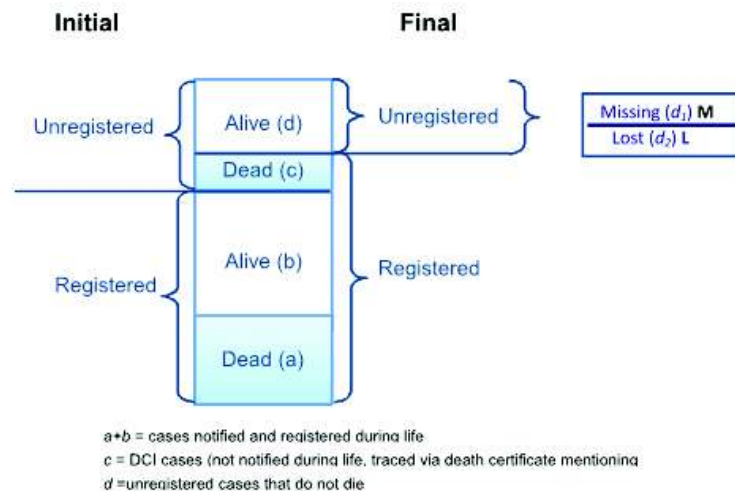 Initial
Final
Unregistered
Alive (d)
Unregistered
Missing (d₁) M
Lost (d₂) L
Dead (c)
Alive (b)
Registered
Registered
Dead (a)
a+b = cases notified and registered during life
c = DCI cases (not notified during life, traced via death certificate mentioning
d =unregistered cases that do not die